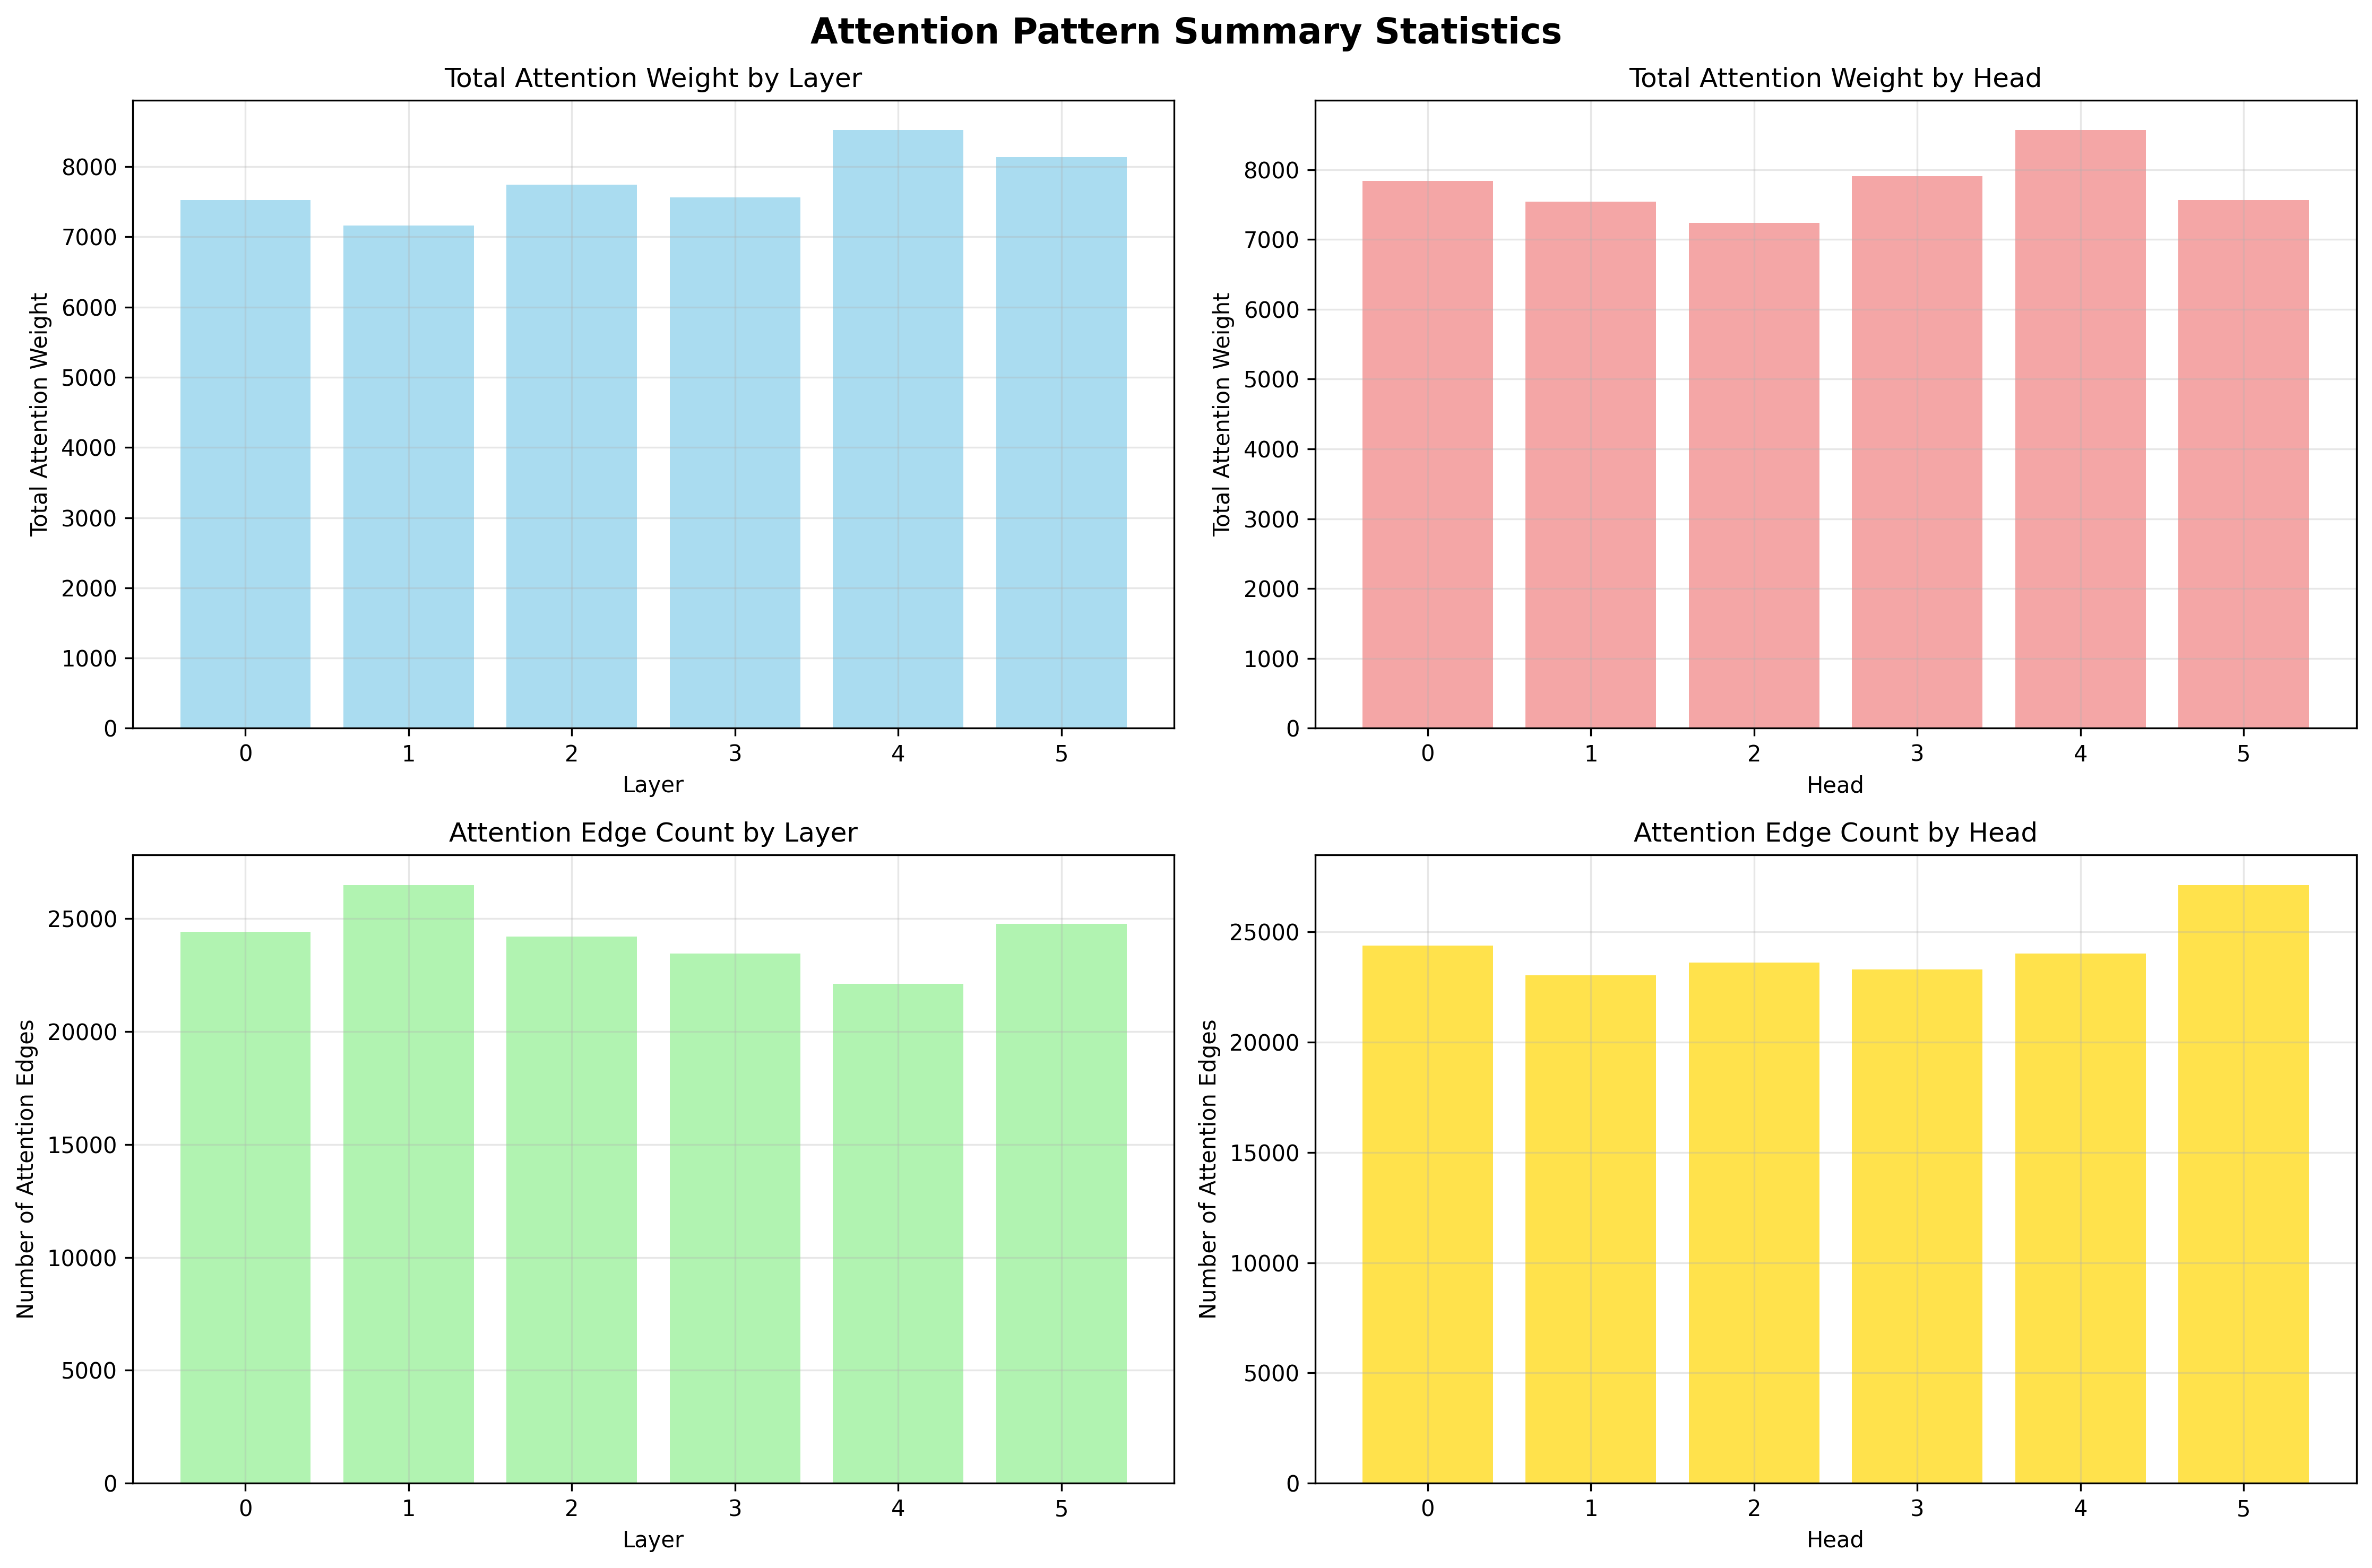 Attention Pattern Summary Statistics
Total Attention Weight by Layer
Total Attention Weight
8000
7000
6000
5000
4000
3000
2000
1000
0
0 1 2 3 4 5
Layer
Total Attention Weight by Head
Total Attention Weight
8000
7000
6000
5000
4000
3000
2000
1000
0
0 1 2 3 4 5
Head
Attention Edge Count by Layer
Number of Attention Edges
25000
20000
15000
10000
5000
0
0 1 2 3 4 5
Layer
Attention Edge Count by Head
Number of Attention Edges
25000
20000
15000
10000
5000
0
0 1 2 3 4 5
Head